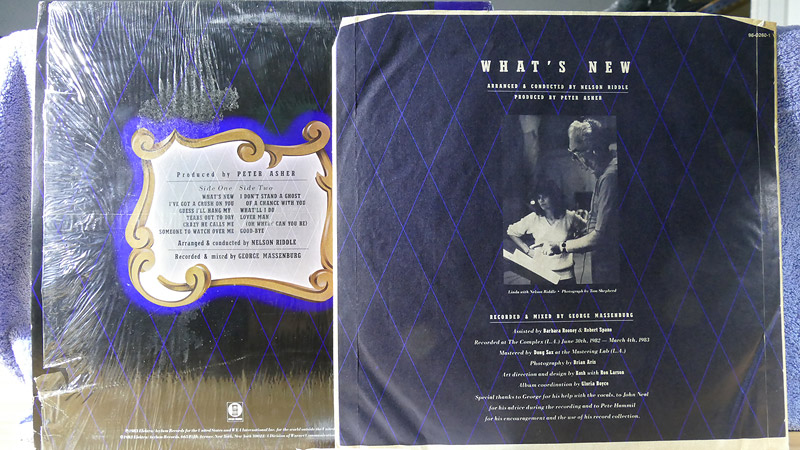 Produced by PETER ASHER
Side One
WHAT'S NEW
I'VE GOT A CRUSH ON YOU
GUESS I'LL HANG MY
TEARS OUT TO DRY
CRAZY HE CALLS ME
SOMEONE TO WATCH OVER ME
Side Two
I DON'T STAND A GHOST
OF A CHANCE WITH YOU
WHAT'LL I DO
LOVER MAN
(OH WHERE CAN YOU BE)
GOOD-BYE
Arranged & conducted by NELSON RIDDLE
Recorded & mixed by GEORGE MASSENBURG
WHAT'S NEW
ARRANGED & CONDUCTED BY NELSON RIDDLE
PRODUCED BY PETER ASHER
Linda with Nelson Riddle • Photograph by Tom Shepherd
RECORDED & MIXED BY GEORGE MASSENBURG
Assisted by Barbara Rooney & Robert Spano
Recorded at The Complex (L.A.) June 30th, 1982 — March 4th, 1983
Mastered by Doug Sax at the Mastering Lab (L.A.)
Photography by Brian Aris
Art direction and design by Kosh with Ron Larson
Album coordination by Gloria Boyce
Special thanks to George for his help with the vocals, to John Neal
for his advice during the recording and to Pete Hammil
for his encouragement and the use of his record collection.